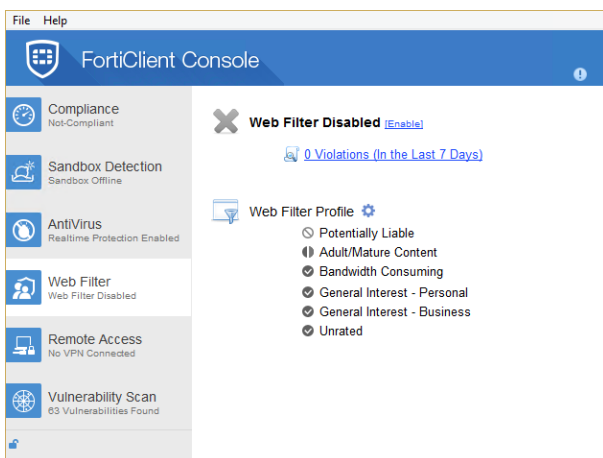 File Help
FortiClient Console
Compliance
Not-Compliant
Sandbox Detection
Sandbox Offline
AntiVirus
Realtime Protection Enabled
Web Filter
Web Filter Disabled
Remote Access
No VPN Connected
Vulnerability Scan
63 Vulnerabilities Found
Web Filter Disabled [Enable]
0 Violations (In the Last 7 Days)
Web Filter Profile
Potentially Liable
Adult/Mature Content
Bandwidth Consuming
General Interest - Personal
General Interest - Business
Unrated